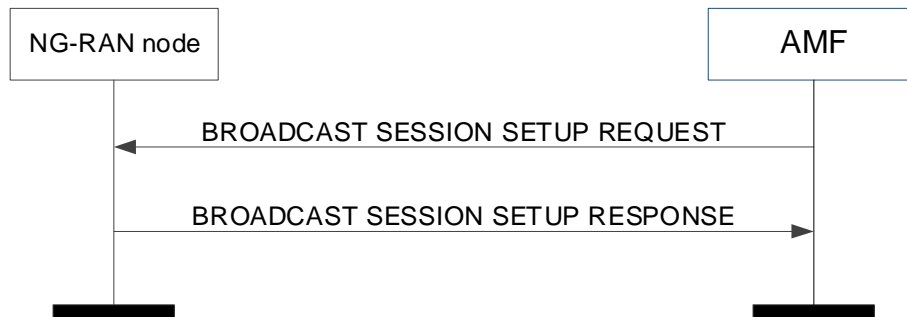 NG-RAN node
AMF
BROADCAST SESSION SETUP REQUEST
BROADCAST SESSION SETUP RESPONSE